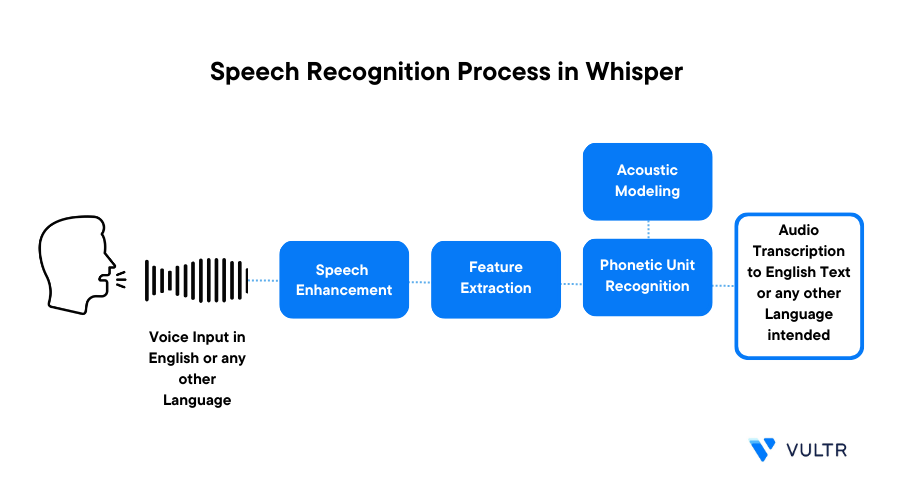 Speech Recognition Process in Whisper
Voice Input in
English or any
other
Language
Speech
Enhancement
Feature
Extraction
Acoustic
Modeling
Phonetic Unit
Recognition
Audio
Transcription
to English Text
or any other
Language
intended
VULTR